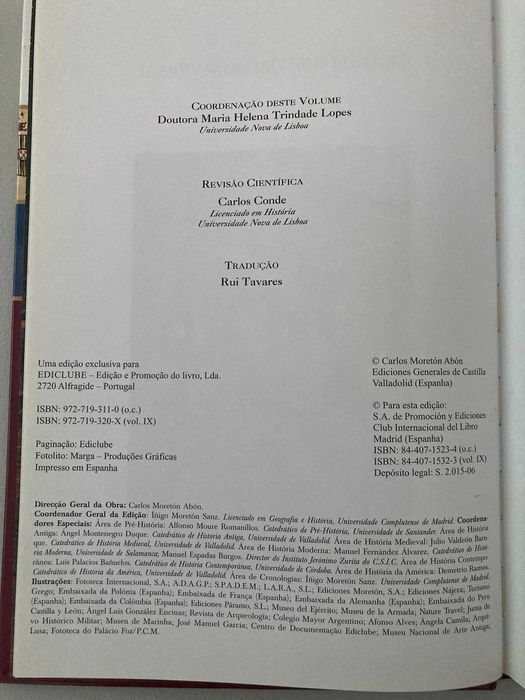 COORDENAÇÃO DESTE VOLUME
Doutora Maria Helena Trindade Lopes
Universidade Nova de Lisboa
REVISÃO CIENTÍFICA
Carlos Conde
Licenciado em História
Universidade Nova de Lisboa
TRADUÇÃO
Rui Tavares
Uma edição exclusiva para
EDICLUBE – Edição e Promoção do livro, Lda.
2720 Alfragide – Portugal
ISBN: 972-719-311-0 (o.c.)
ISBN: 972-719-320-X (vol. IX)
Paginação: Ediclube
Fotolito: Marga – Produções Gráficas
Impresso em Espanha
© Carlos Moretón Abón
Ediciones Generales de Castilla
Valladolid (Espanha)
© Para esta edição:
S.A. de Promoción y Ediciones
Club Internacional del Libro
Madrid (Espanha)
ISBN: 84-407-1523-4 (o.c.)
ISBN: 84-407-1532-3 (vol. IX)
Depósito legal: S. 2.015-06
Direcção Geral da Obra: Carlos Moretón Abón.
Coordenador Geral da Edição: Íñigo Moretón Sanz. Licenciado em Geografia e História, Universidade Complutense de Madrid. Coordena-
dores Especiais: Área de Pré-História: Alfonso Moure Romanillos. Catedrático de Pré-História, Universidade de Santander. Área de História
Antiga: Ángel Montenegro Duque. Catedrático de História Antiga, Universidade de Valladolid. Área de História Medieval: Julio Valdeón Baro-
que. Catedrático de História Medieval, Universidade de Valladolid. Área de História Moderna: Manuel Fernández Álvarez. Catedrático de Histó-
ria Moderna, Universidade de Salamanca; Manuel Espadas Burgos. Director do Instituto Jerónimo Zurita do C.S.I.C. Área de História Contempo-
rânea: Luis Palacios Bañuelos. Catedrático de História Contemporânea, Universidade de Córdoba. Área de História da América: Demetrio Ramos.
Catedrático de História da América, Universidade de Valladolid. Área de Cronologias: Íñigo Moretón Sanz. Universidade Complutense de Madrid.
Ilustrações: Fototeca Internacional, S.A.; A.D.A.G.P.; S.P.A.D.E.M.; L.A.R.A., S.L.; Ediciones Moretón, S.A.; Ediciones Nájera; Turismo
Grego; Embaixada da Polónia (Espanha); Embaixada de França (Espanha); Embaixada da Alemanha (Espanha); Embaixada do Peru
(Espanha); Embaixada da Colômbia (Espanha); Ediciones Páramo, S.L.; Museu del Ejército; Museu de la Armada; Nature Travel; Junta de
Castilla y León; Ángel Luis González Encinas; Revista de Arqueología; Colegio Mayor Argentino; Afonso Alves; Ângela Camila; Arqui-
vo Histórico Militar; Museu de Marinha; José Manuel Garcia; Centro de Documentação Ediclube; Museu Nacional de Arte Antiga;
Lusa; Fototeca do Palácio Foz/P.C.M.